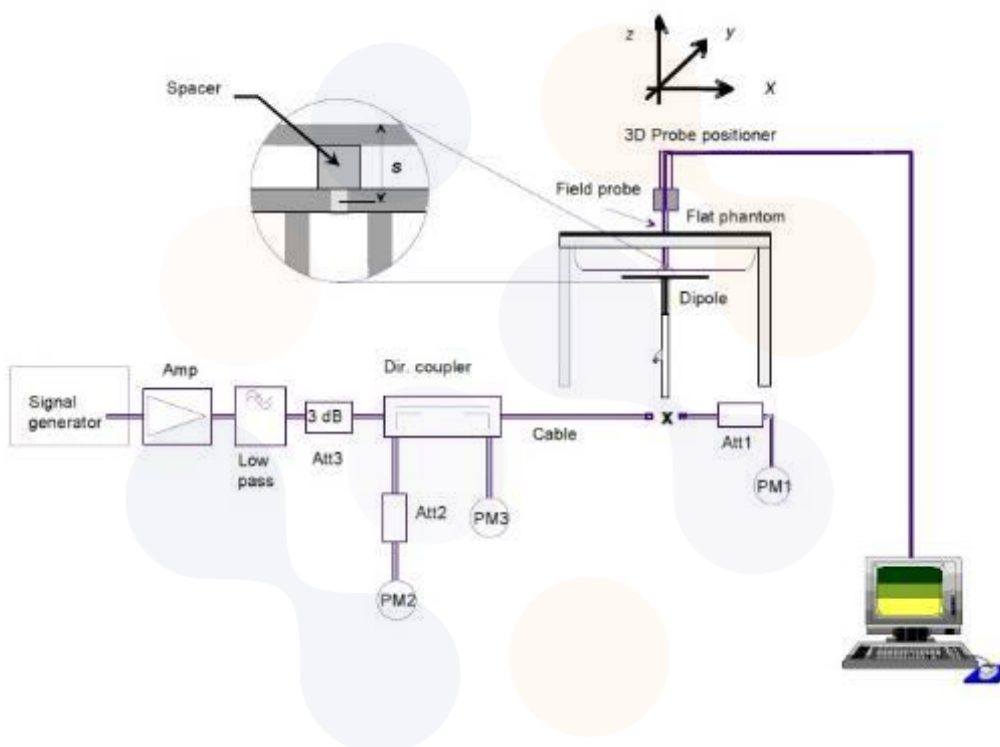 z
y
X
Spacer
3D Probe positioner
s
Field probe
Flat phantom
Dipole
Amp
Dir. coupler
Signal
generator
3 dB
x
Cable
Att1
Low
pass
Att3
PM1
Att2
PM3
PM2